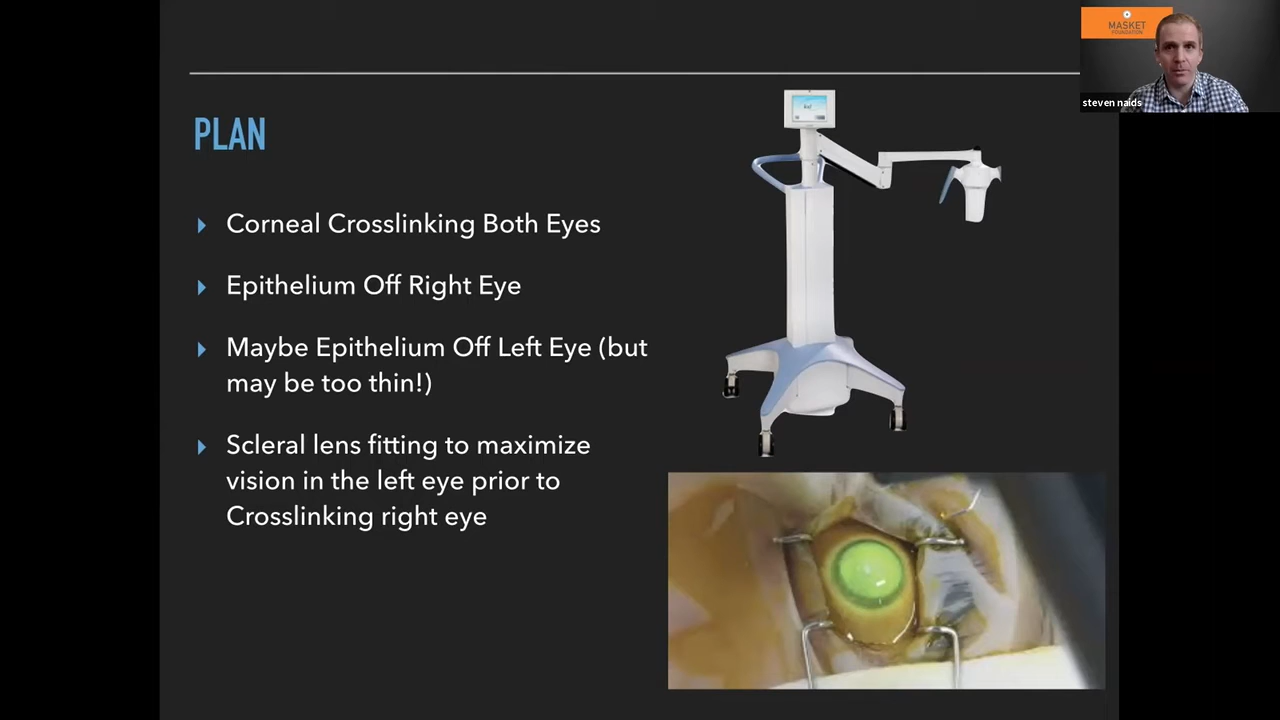 MASKET
FOUNDATION
steven naids
PLAN
Corneal Crosslinking Both Eyes
Epithelium Off Right Eye
Maybe Epithelium Off Left Eye (but
may be too thin!)
Scleral lens fitting to maximize
vision in the left eye prior to
Crosslinking right eye